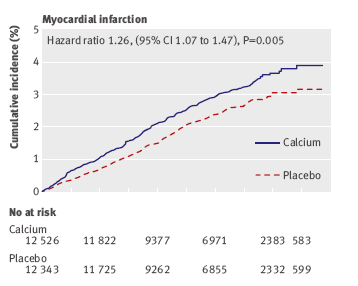 Myocardial infarction
Hazard ratio 1.26, (95% CI 1.07 to 1.47), P=0.005
Cumulative incidence (%)
5
4
3
2
1
0
Calcium
Placebo
No at risk
Calcium
12 526 11 822 9377 6971 2383 583
Placebo
12 343 11 725 9262 6855 2332 599